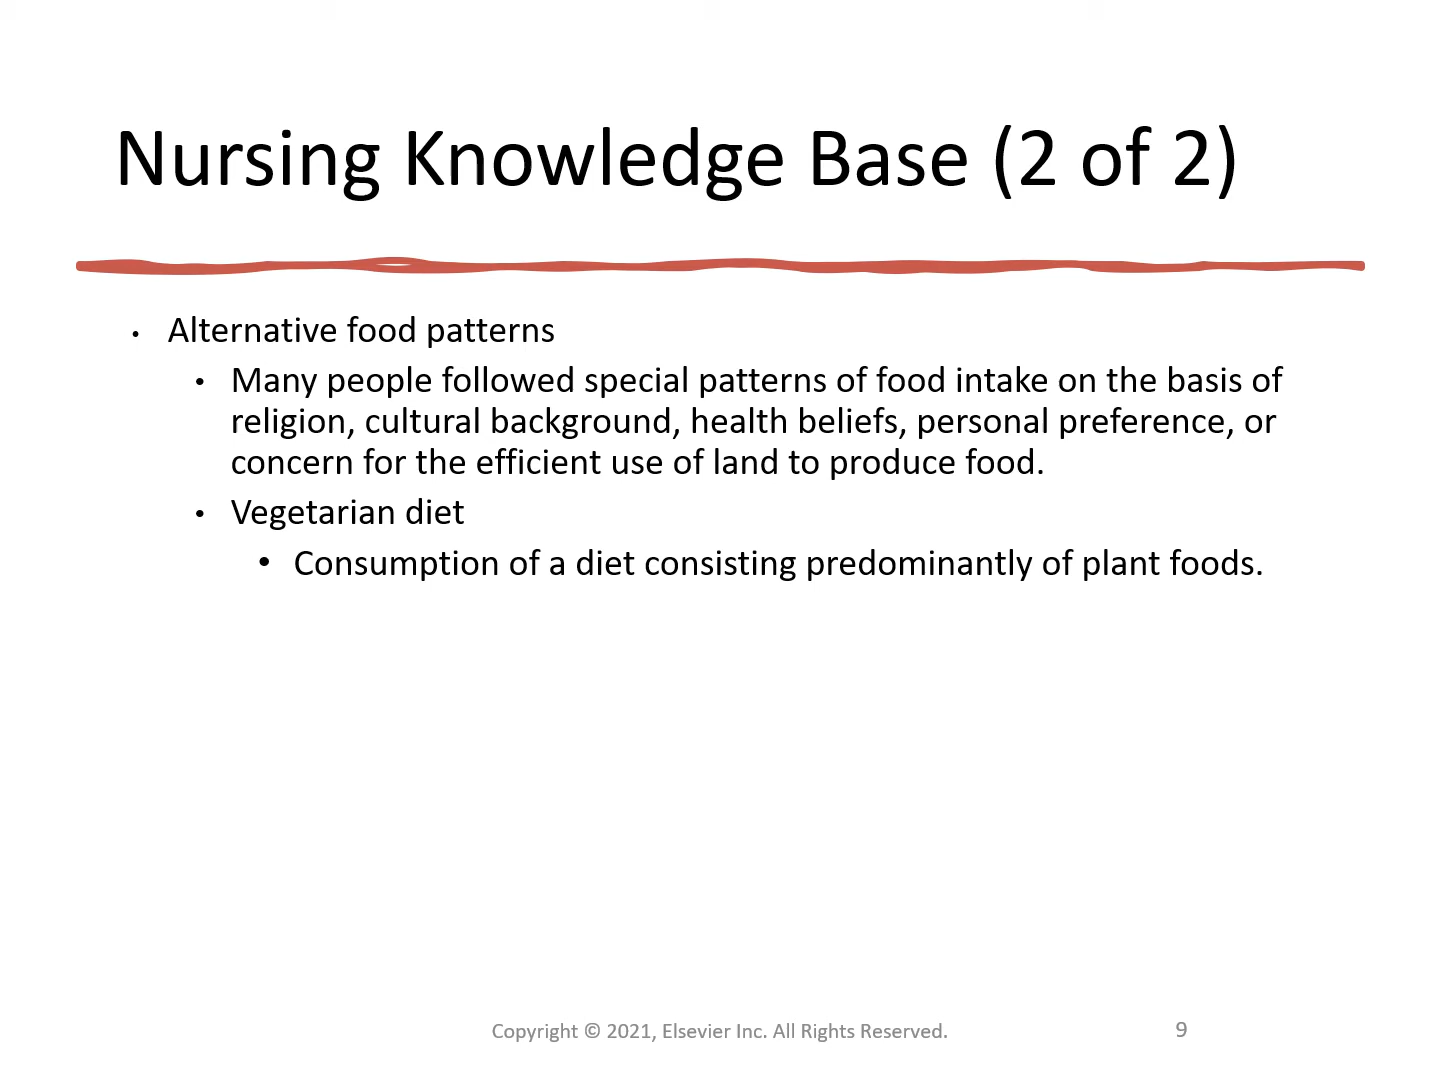 Nursing Knowledge Base (2 of 2)
• Alternative food patterns
• Many people followed special patterns of food intake on the basis of
religion, cultural background, health beliefs, personal preference, or
concern for the efficient use of land to produce food.
• Vegetarian diet
• Consumption of a diet consisting predominantly of plant foods.
Copyright © 2021, Elsevier Inc. All Rights Reserved.
9